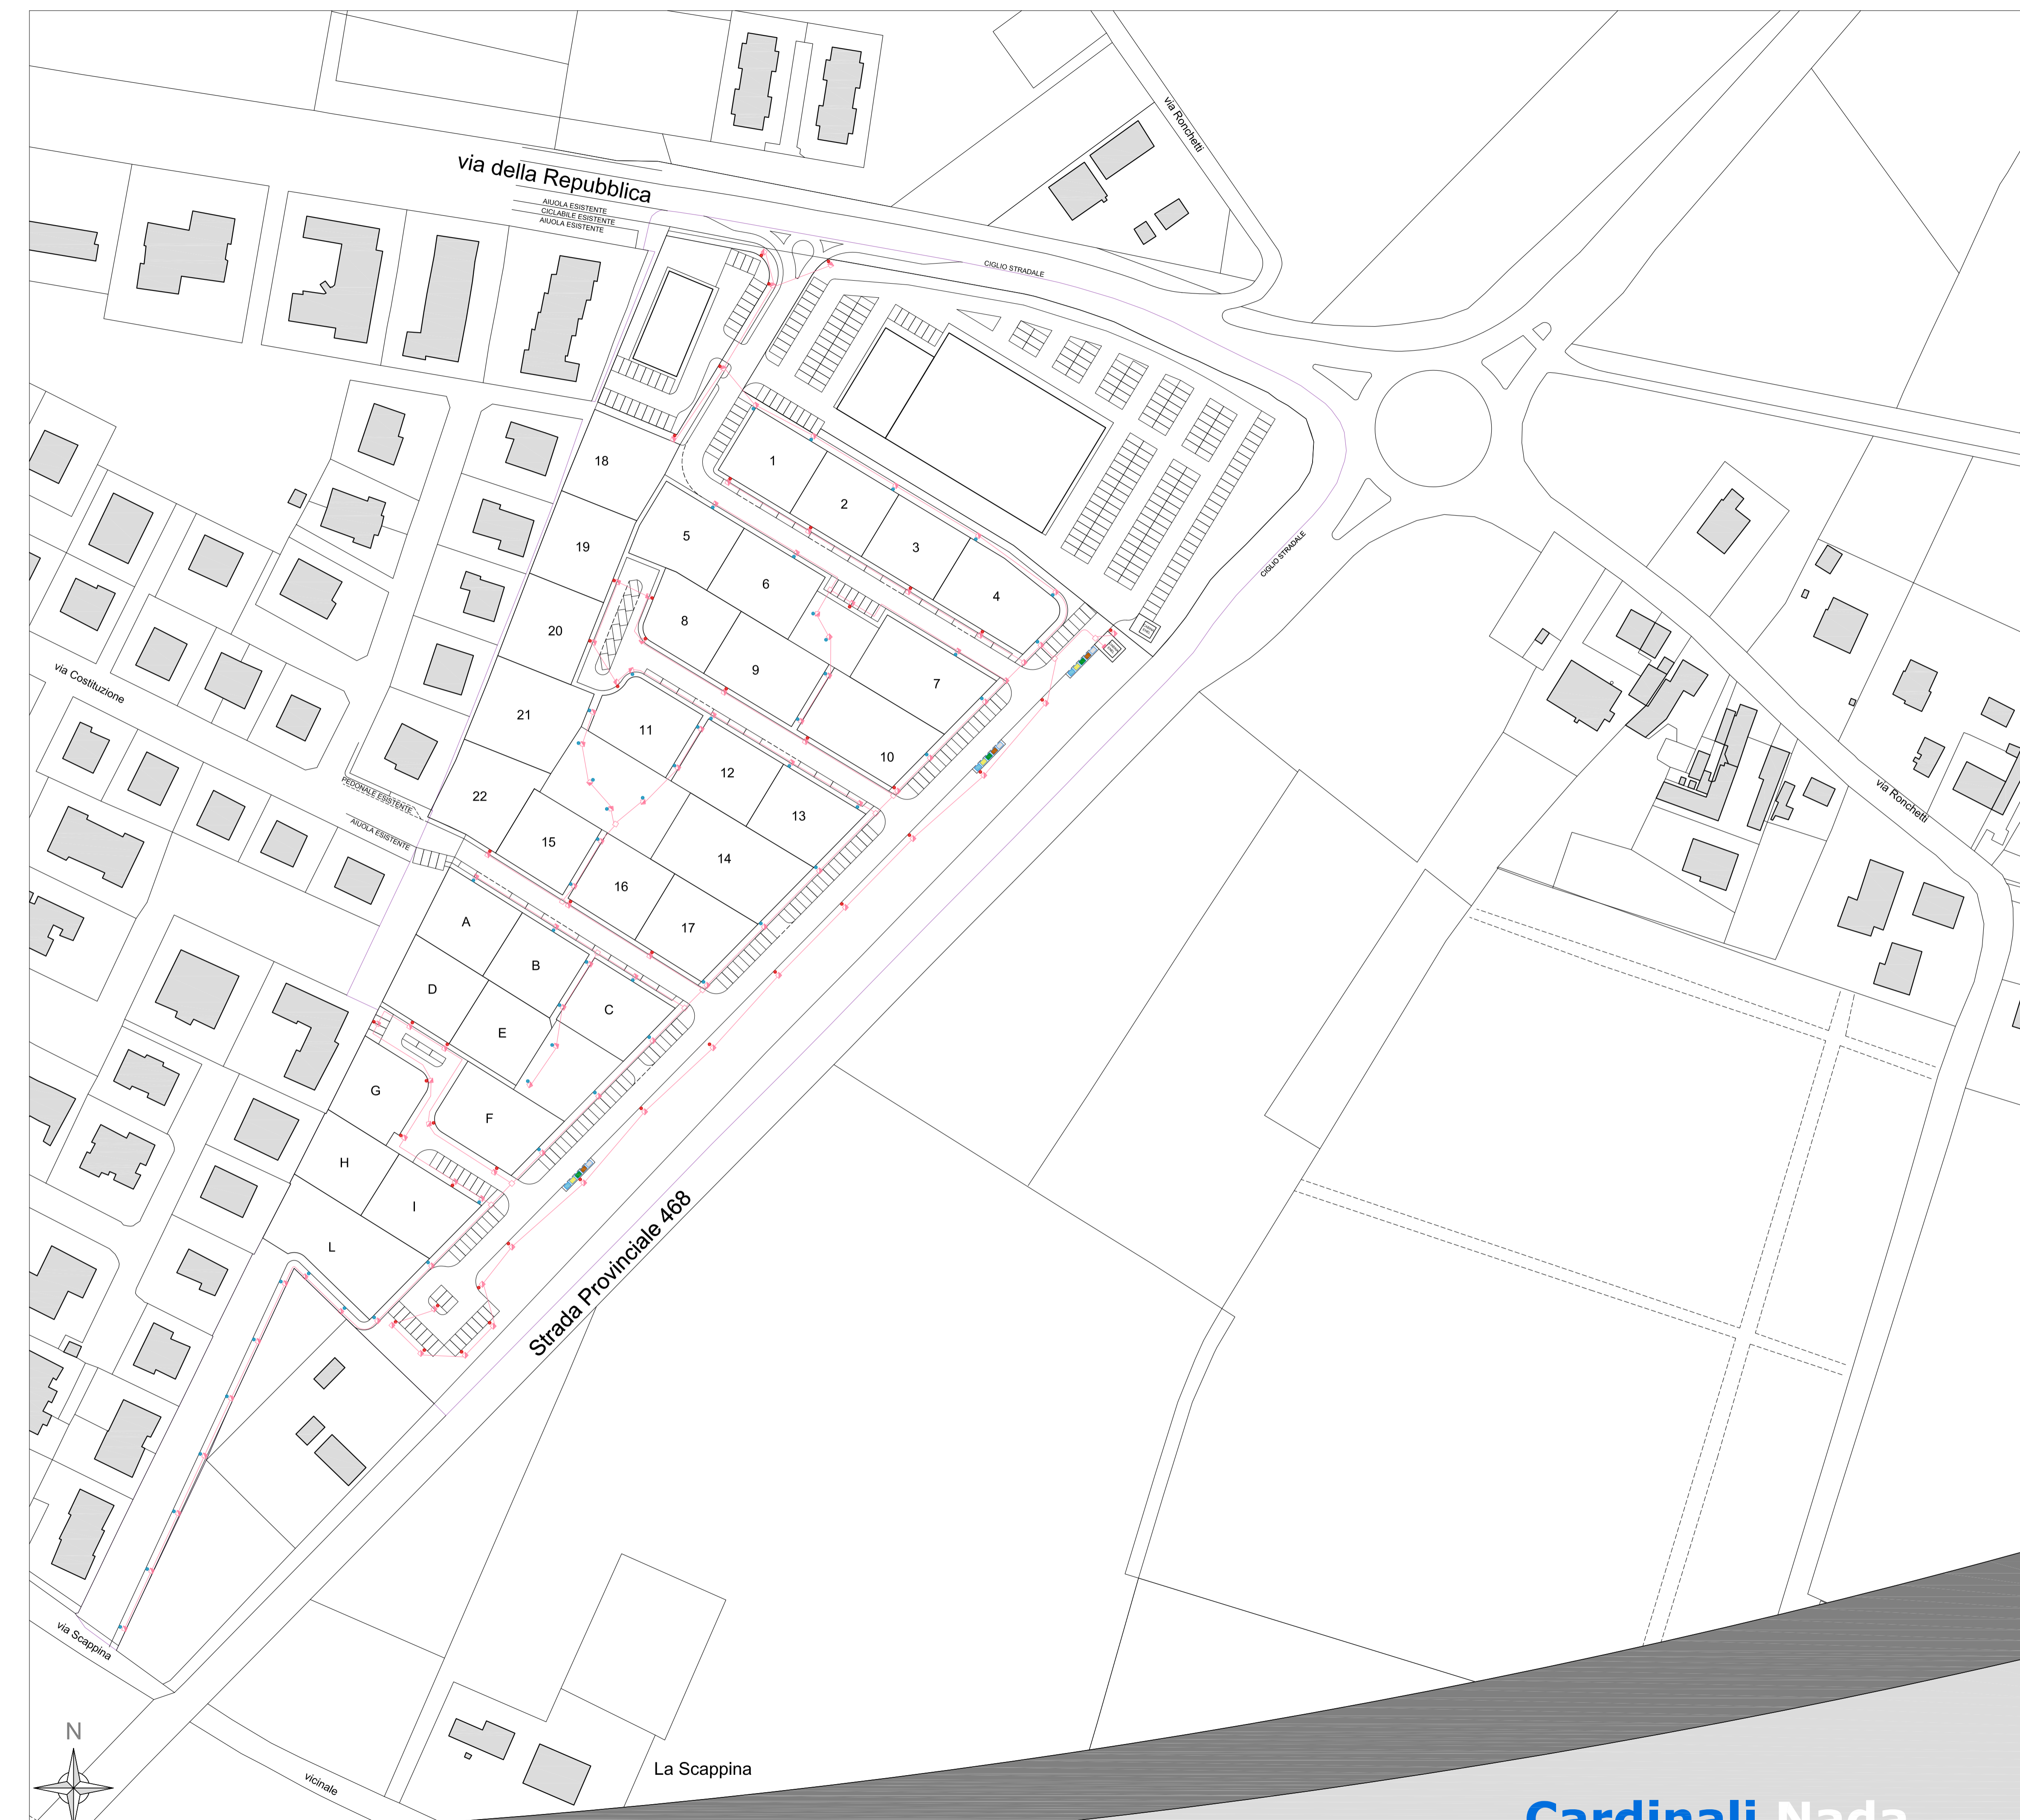 via Ronchetti
via della Repubblica
AIUOLA ESISTENTE
CICLABILE ESISTENTE
AIUOLA ESISTENTE
CIGLIO STRADALE
18
1
2
19
5
3
CIGLIO STRADALE
6
4
20
8
9
7
via Costituzione
21
11
10
12
22
PEDONALE ESISTENTE
13
AIUOLA ESISTENTE
15
14
16
via Ronchetti
A
17
B
D
C
E
G
F
H
I
L
Strada Provinciale 468
via Scappina
N
La Scappina
vicinale
Cardinali Nada